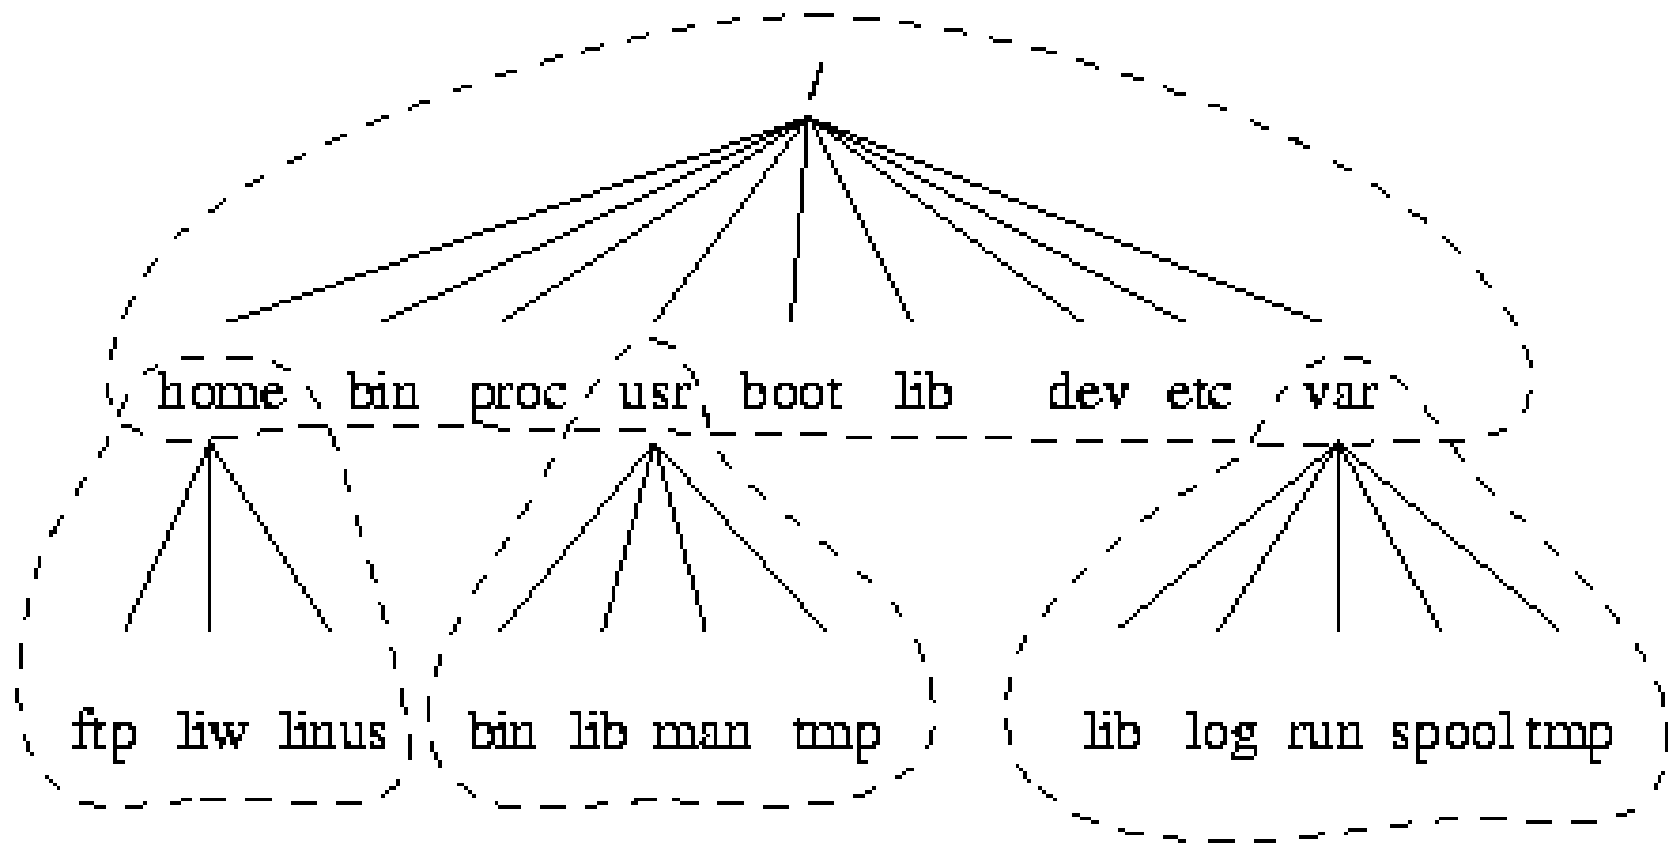 /
home bin proc usr boot lib dev etc var
ftp liw linus bin lib man tmp lib log run spool tmp